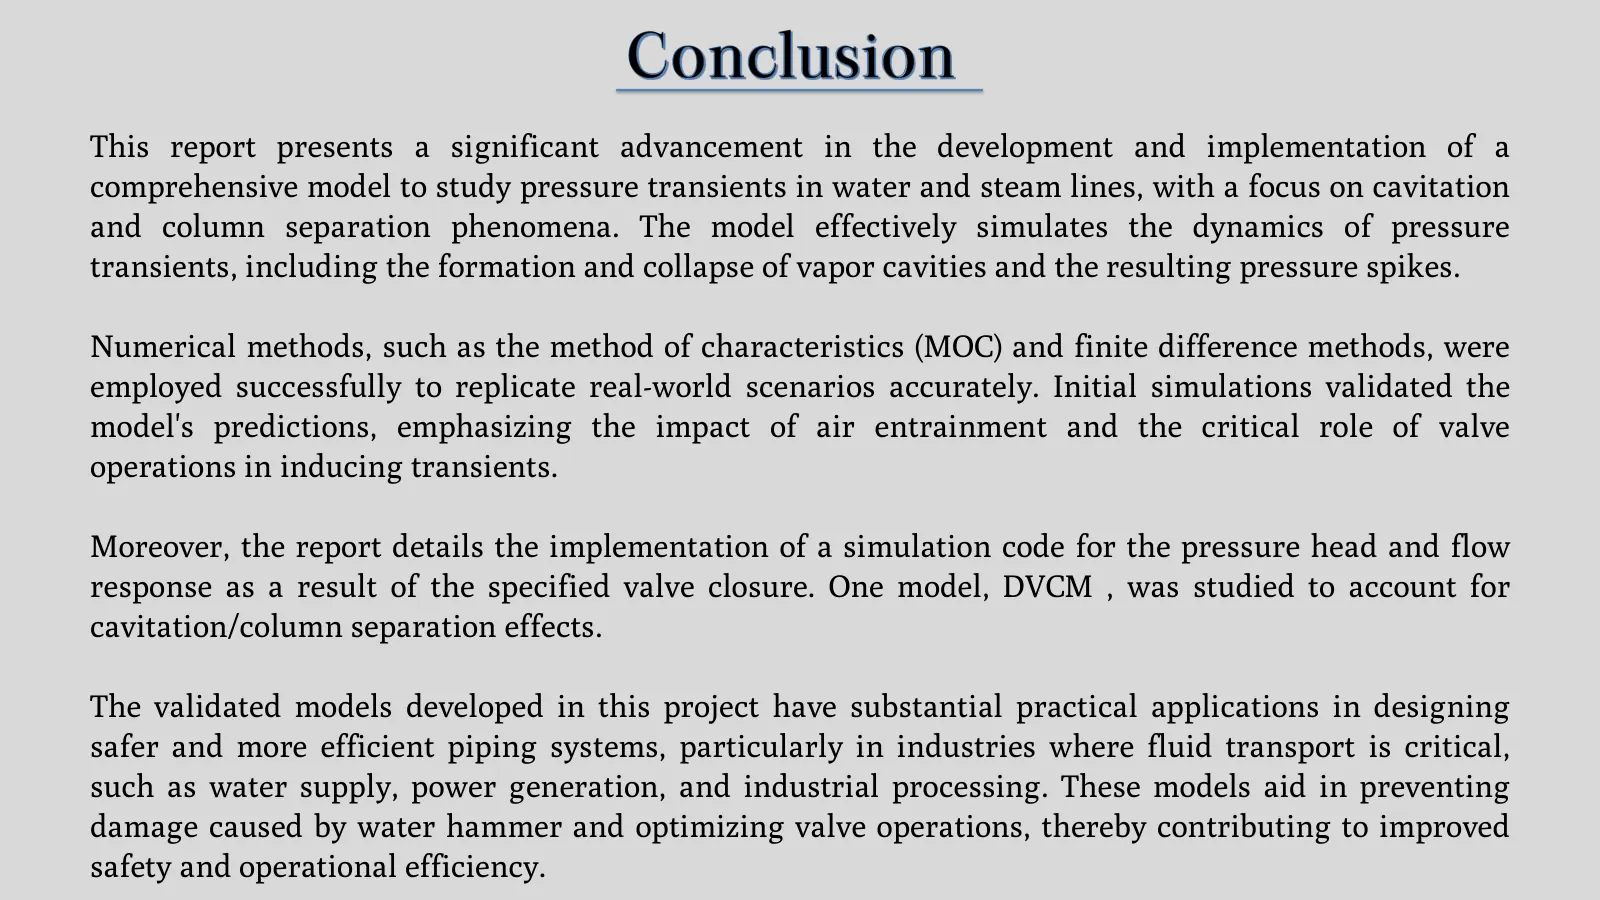 Conclusion
This report presents a significant advancement in the development and implementation of a
comprehensive model to study pressure transients in water and steam lines, with a focus on cavitation
and column separation phenomena. The model effectively simulates the dynamics of pressure
transients, including the formation and collapse of vapor cavities and the resulting pressure spikes.
Numerical methods, such as the method of characteristics (MOC) and finite difference methods, were
employed successfully to replicate real-world scenarios accurately. Initial simulations validated the
model's predictions, emphasizing the impact of air entrainment and the critical role of valve
operations in inducing transients.
Moreover, the report details the implementation of a simulation code for the pressure head and flow
response as a result of the specified valve closure. One model, DVCM , was studied to account for
cavitation/column separation effects.
The validated models developed in this project have substantial practical applications in designing
safer and more efficient piping systems, particularly in industries where fluid transport is critical,
such as water supply, power generation, and industrial processing. These models aid in preventing
damage caused by water hammer and optimizing valve operations, thereby contributing to improved
safety and operational efficiency.